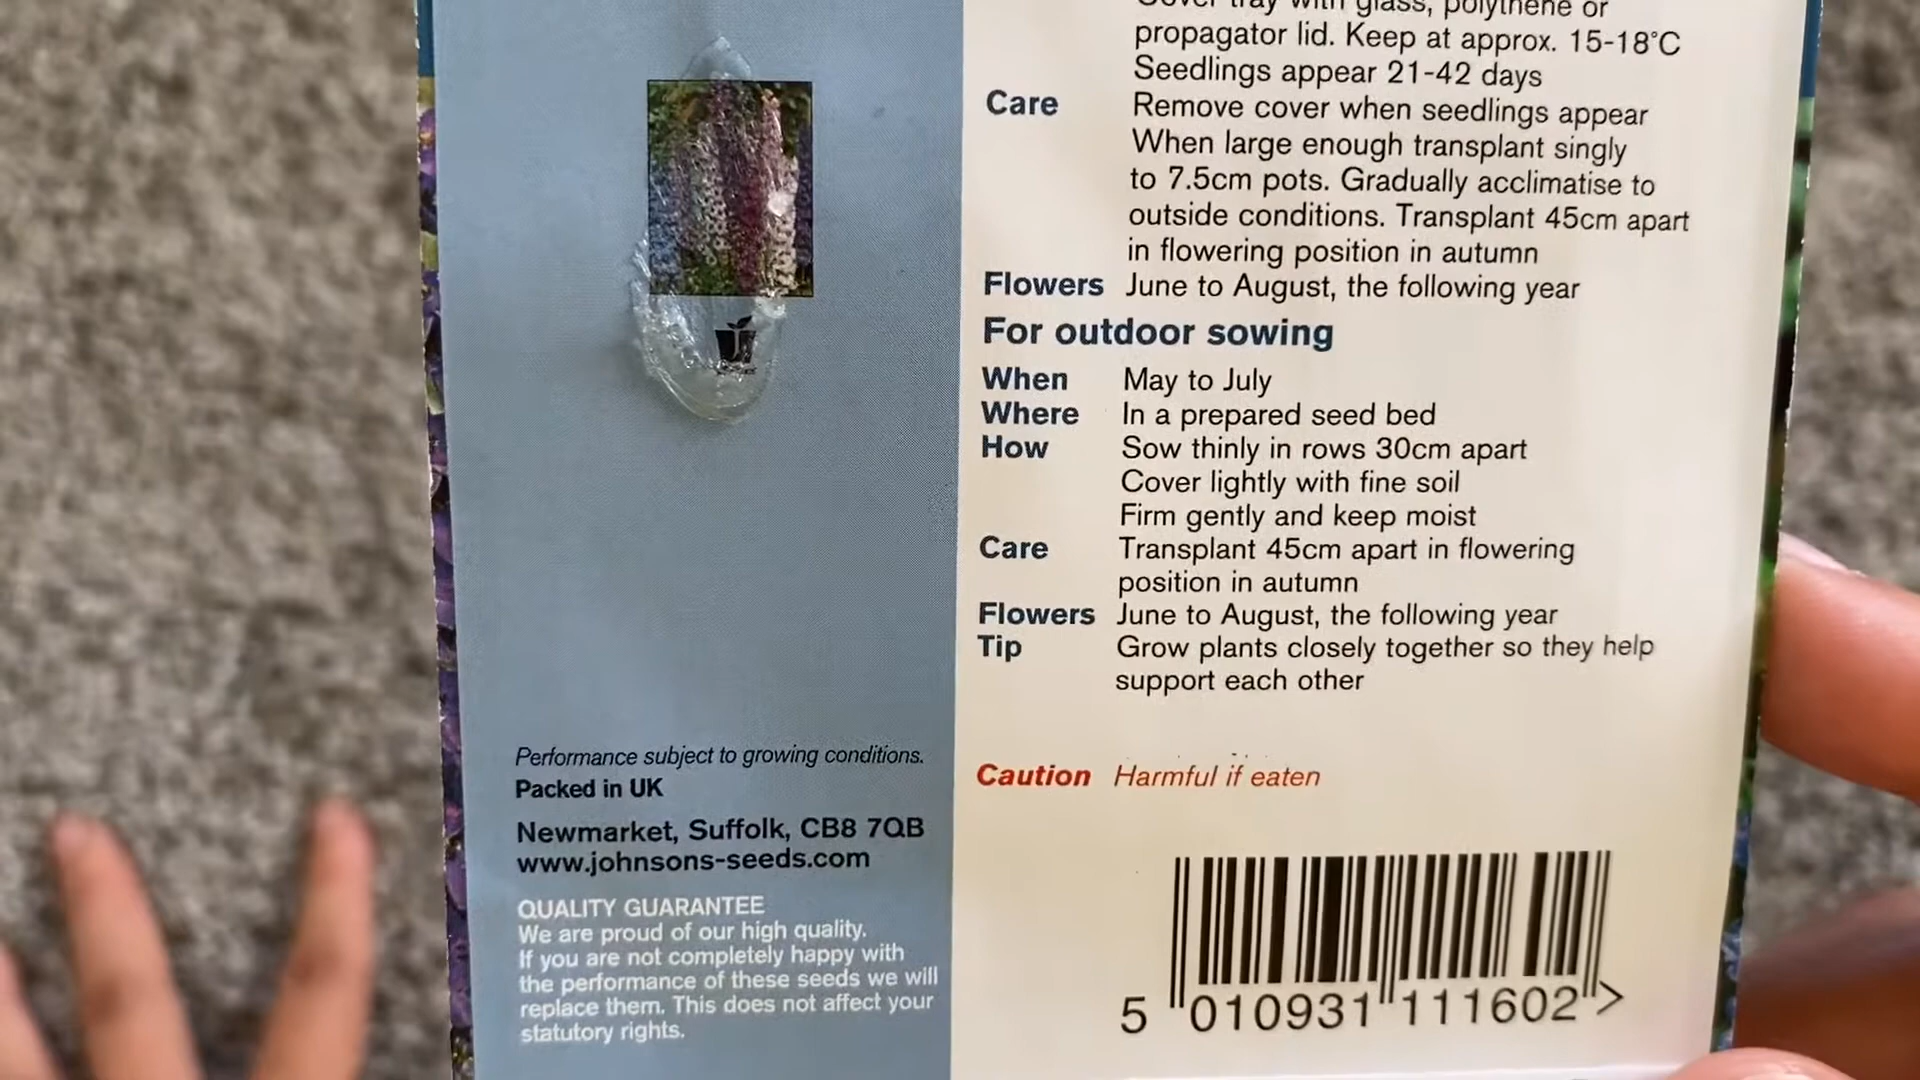 Cover tray with glass, polythene or
propagator lid. Keep at approx. 15-18°C
Seedlings appear 21-42 days
Care Remove cover when seedlings appear
When large enough transplant singly
to 7.5cm pots. Gradually acclimatise to
outside conditions. Transplant 45cm apart
in flowering position in autumn
Flowers June to August, the following year
For outdoor sowing
When May to July
Where In a prepared seed bed
How Sow thinly in rows 30cm apart
Cover lightly with fine soil
Firm gently and keep moist
Care Transplant 45cm apart in flowering
position in autumn
Flowers June to August, the following year
Tip Grow plants closely together so they help
support each other
Caution Harmful if eaten
5 010931 111602 >
Performance subject to growing conditions.
Packed in UK
Newmarket, Suffolk, CB8 7QB
www.johnsons-seeds.com
QUALITY GUARANTEE
We are proud of our high quality.
If you are not completely happy with
the performance of these seeds we will
replace them. This does not affect your
statutory rights.